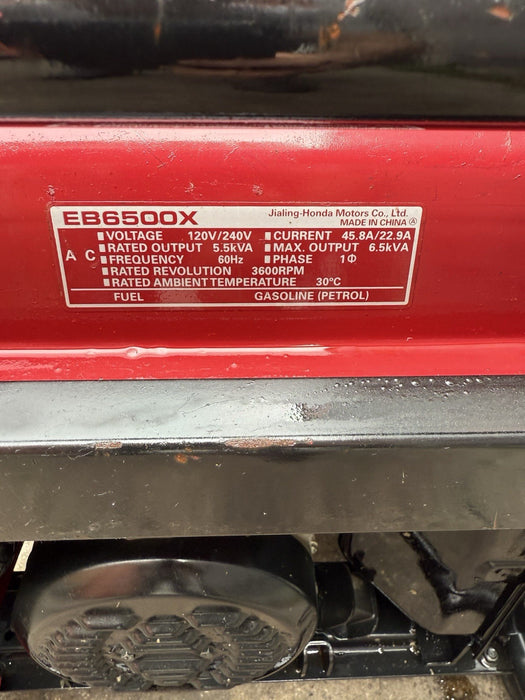 EB6500X Jialing-Honda Motors Co., Ltd.
MADE IN CHINA Ⓐ
AC
■ VOLTAGE 120V/240V ■ CURRENT 45.8A/22.9A
■ RATED OUTPUT 5.5kVA ■ MAX. OUTPUT 6.5kVA
■ FREQUENCY 60Hz ■ PHASE 1Φ
■ RATED REVOLUTION 3600RPM
■ RATED AMBIENT TEMPERATURE 30°C
FUEL GASOLINE (PETROL)